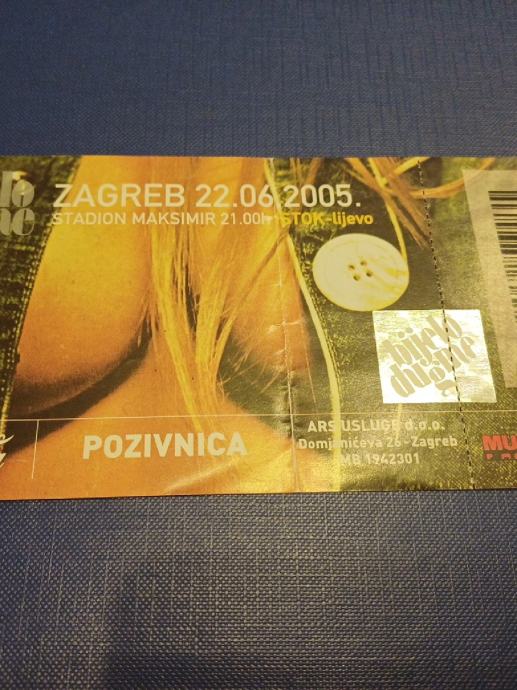 ZAGREB 22.06.2005.
STADION MAKSIMIR 21.00h ISTOK-lijevo
bijelo
dugme
POZIVNICA
ARS USLUGE d.o.o.
Domjanićeva 26 - Zagreb
MB 1942301